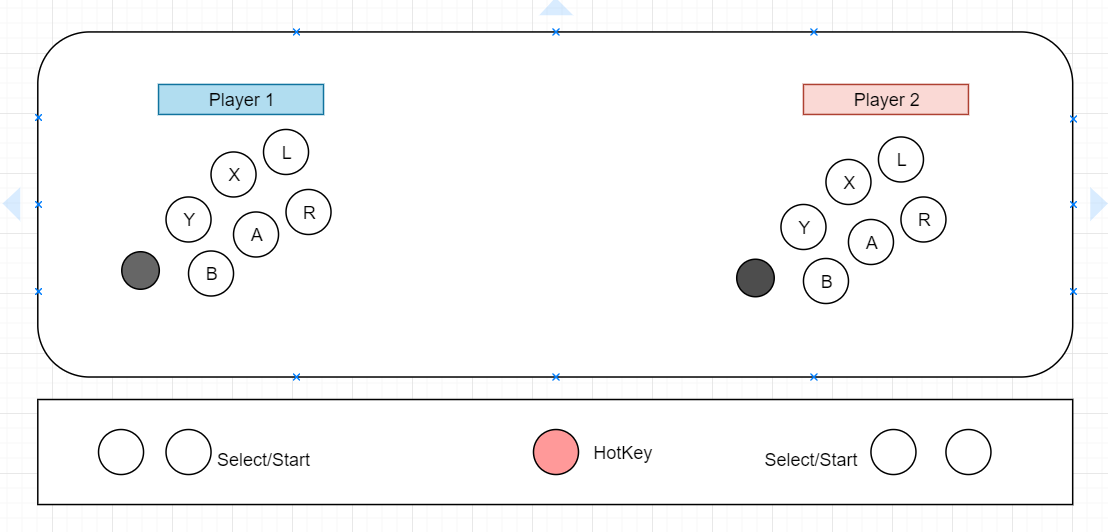 Player 1
Player 2
L
X
R
Y
A
B
L
X
R
Y
A
B
Select/Start
HotKey
Select/Start